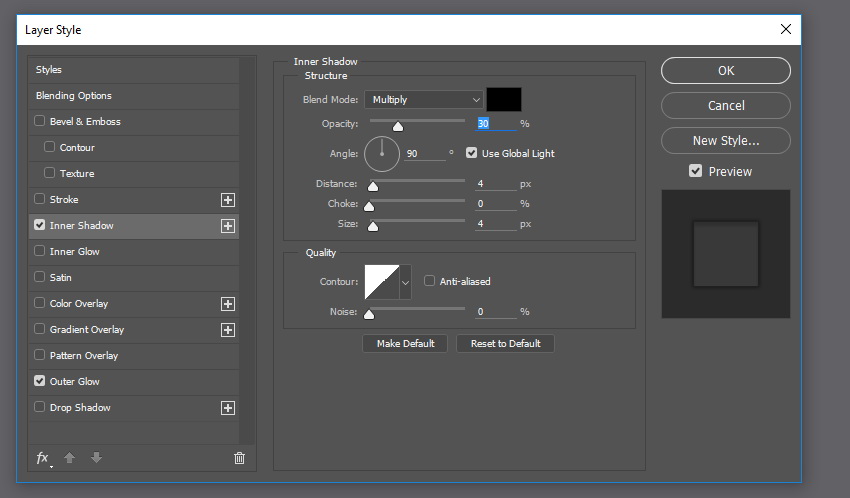 Layer Style
Styles
Blending Options
Bevel & Emboss
Contour
Texture
Stroke
Inner Shadow
Inner Glow
Satin
Color Overlay
Gradient Overlay
Pattern Overlay
Outer Glow
Drop Shadow
fx
Inner Shadow
Structure
Blend Mode: Multiply
Opacity: 30 %
Angle: 90 ° Use Global Light
Distance: 4 px
Choke: 0 %
Size: 4 px
Quality
Contour: Anti-aliased
Noise: 0 %
Make Default Reset to Default
OK
Cancel
New Style...
Preview